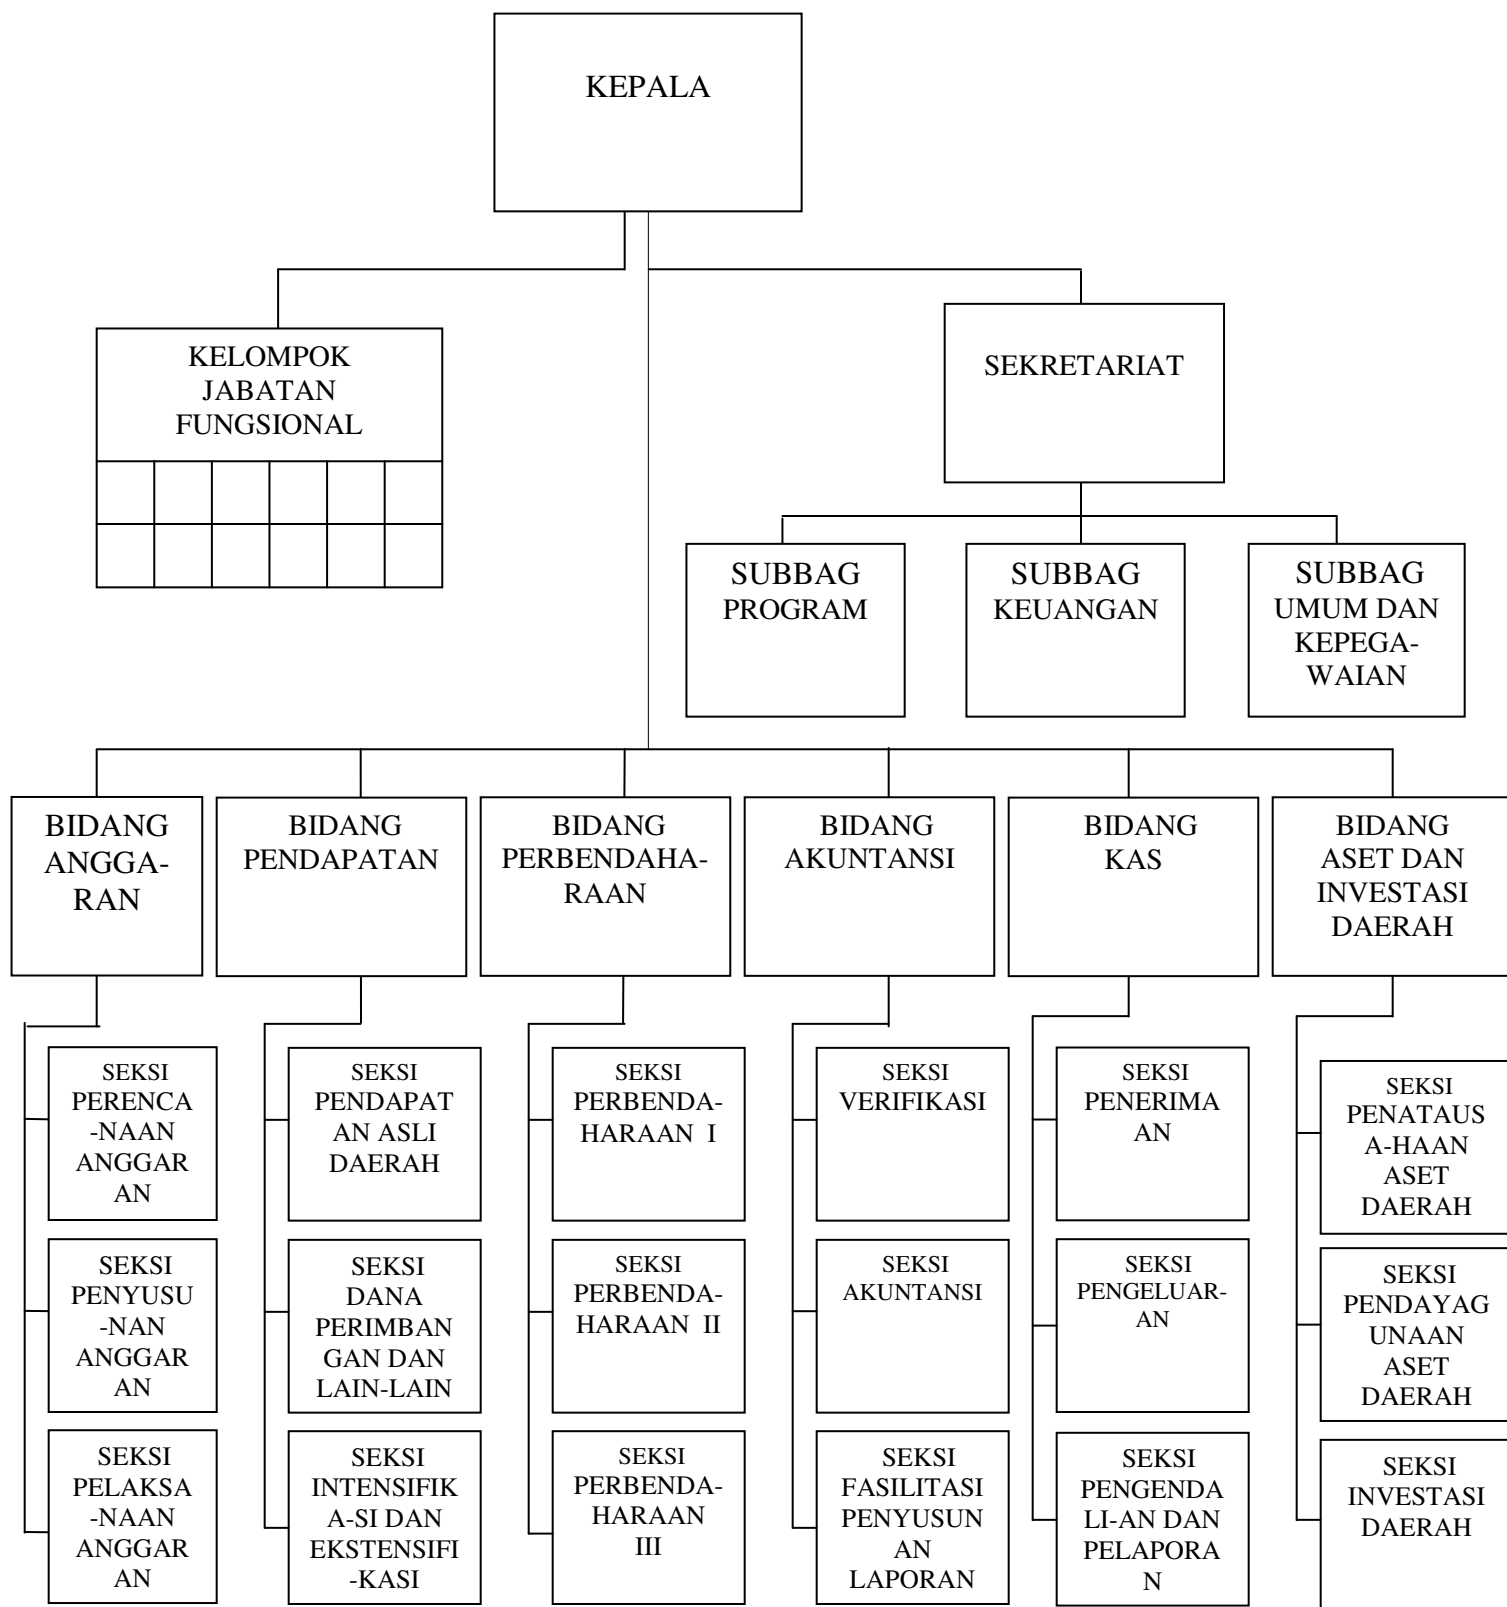 KEPALA
KELOMPOK
JABATAN
FUNGSIONAL
SEKRETARIAT
SUBBAG
PROGRAM
SUBBAG
KEUANGAN
SUBBAG
UMUM DAN
KEPEGA-
WAIAN
BIDANG
ANGGA-
RAN
BIDANG
PENDAPATAN
BIDANG
PERBENDAHA-
RAAN
BIDANG
AKUNTANSI
BIDANG
KAS
BIDANG
ASET DAN
INVESTASI
DAERAH
SEKSI
PERENCA
-NAAN
ANGGAR
AN
SEKSI
PENDAPAT
AN ASLI
DAERAH
SEKSI
PERBENDA-
HARAAN I
SEKSI
VERIFIKASI
SEKSI
PENERIMA
AN
SEKSI
PENATAUS
A-HAAN
ASET
DAERAH
SEKSI
PENYUSU
-NAN
ANGGAR
AN
SEKSI
DANA
PERIMBAN
GAN DAN
LAIN-LAIN
SEKSI
PERBENDA-
HARAAN II
SEKSI
AKUNTANSI
SEKSI
PENGELUAR-
AN
SEKSI
PENDAYAG
UNAAN
ASET
DAERAH
SEKSI
PELAKSA
-NAAN
ANGGAR
AN
SEKSI
INTENSIFIK
A-SI DAN
EKSTENSIFI
-KASI
SEKSI
PERBENDA-
HARAAN
III
SEKSI
FASILITASI
PENYUSUN
AN
LAPORAN
SEKSI
PENGENDA
LI-AN DAN
PELAPORA
N
SEKSI
INVESTASI
DAERAH